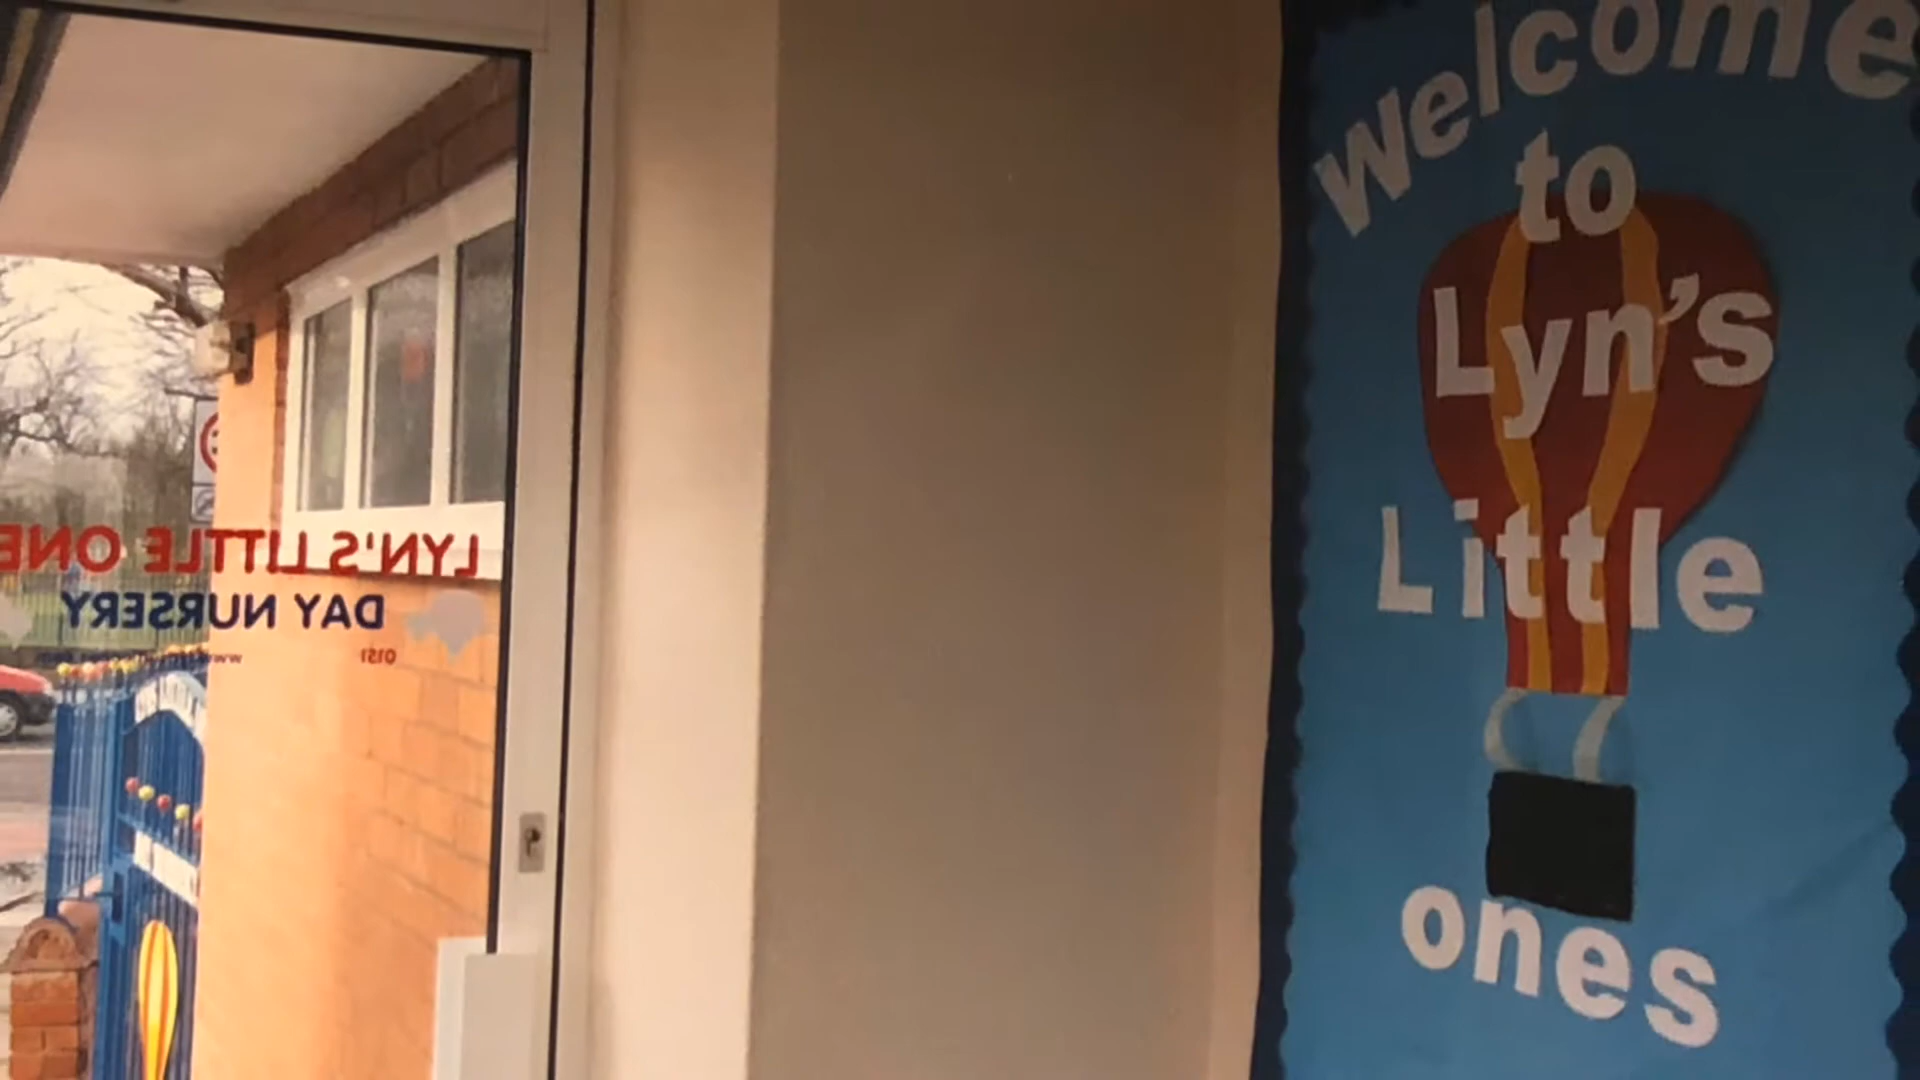 LYN'S LITTLE ONE
DAY NURSERY
0151
Welcome
to
Lyn's
Little
ones